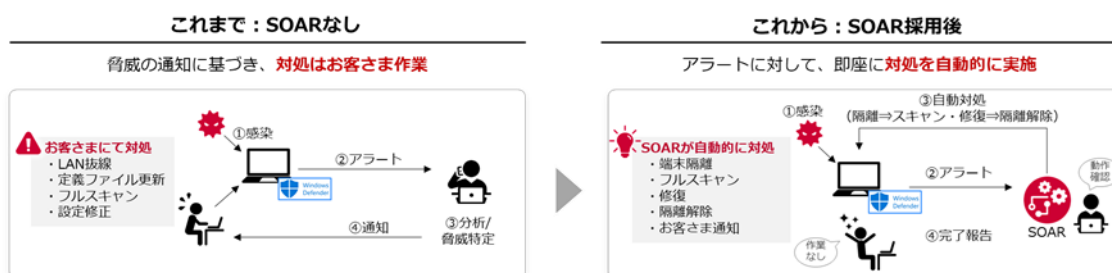 これまで：SOARなし
脅威の通知に基づき、対処はお客さま作業
お客さまにて対処
・LAN抜線
・定義ファイル更新
・フルスキャン
・設定修正
①感染
②アラート
Windows
Defender
③分析/
脅威特定
④通知
これから：SOAR採用後
アラートに対して、即座に対処を自動的に実施
SOARが自動的に対処
・端末隔離
・フルスキャン
・修復
・隔離解除
・お客さま通知
①感染
③自動対処
（隔離⇒スキャン・修復⇒隔離解除）
②アラート
Windows
Defender
動作
確認
SOAR
④完了報告
作業
なし